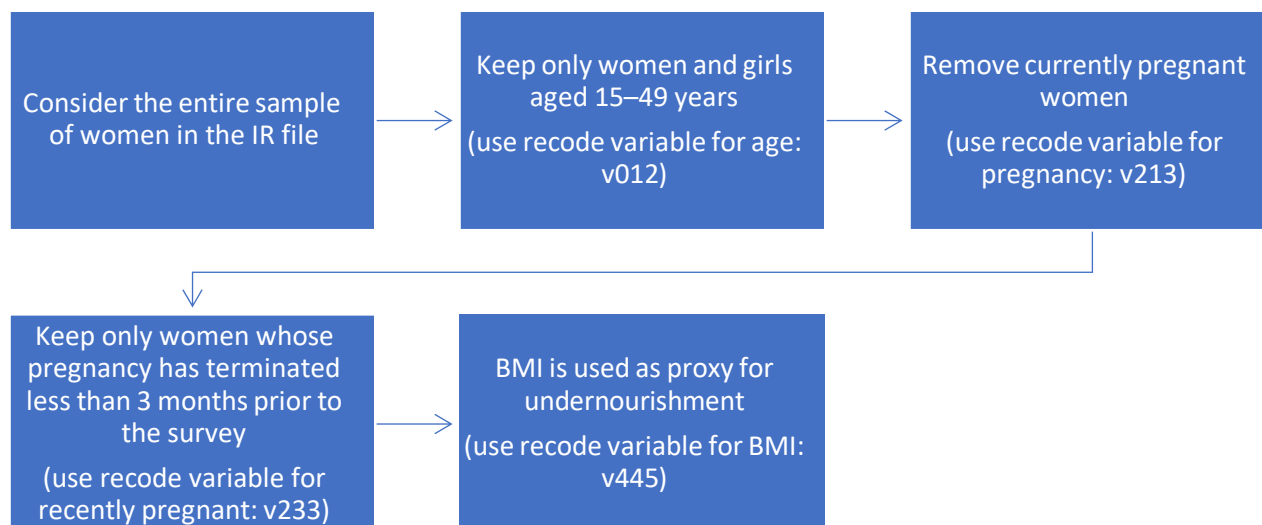 Consider the entire sample
of women in the IR file
Keep only women and girls
aged 15–49 years
(use recode variable for age:
v012)
Remove currently pregnant
women
(use recode variable for
pregnancy: v213)
Keep only women whose
pregnancy has terminated
less than 3 months prior to
the survey
(use recode variable for
recently pregnant: v233)
BMI is used as proxy for
undernourishment
(use recode variable for BMI:
v445)